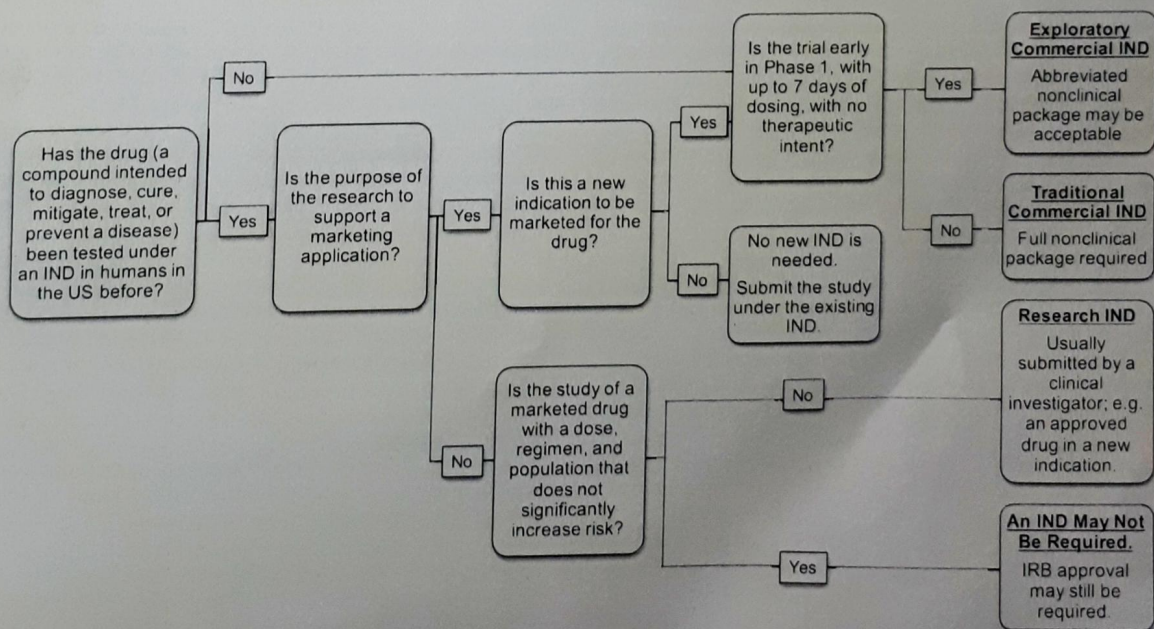 No
Has the drug (a
compound intended
to diagnose, cure,
mitigate, treat, or
prevent a disease)
been tested under
an IND in humans in
the US before?
Yes
Is the purpose of
the research to
support a
marketing
application?
Yes
Is this a new
indication to be
marketed for the
drug?
Yes
Is the trial early
in Phase 1, with
up to 7 days of
dosing, with no
therapeutic
intent?
Yes
Exploratory
Commercial IND
Abbreviated
nonclinical
package may be
acceptable
No
Traditional
Commercial IND
Full nonclinical
package required
No
No new IND is
needed.
Submit the study
under the existing
IND.
No
Is the study of a
marketed drug
with a dose,
regimen, and
population that
does not
significantly
increase risk?
No
Research IND
Usually
submitted by a
clinical
investigator; e.g.
an approved
drug in a new
indication.
Yes
An IND May Not
Be Required.
IRB approval
may still be
required.